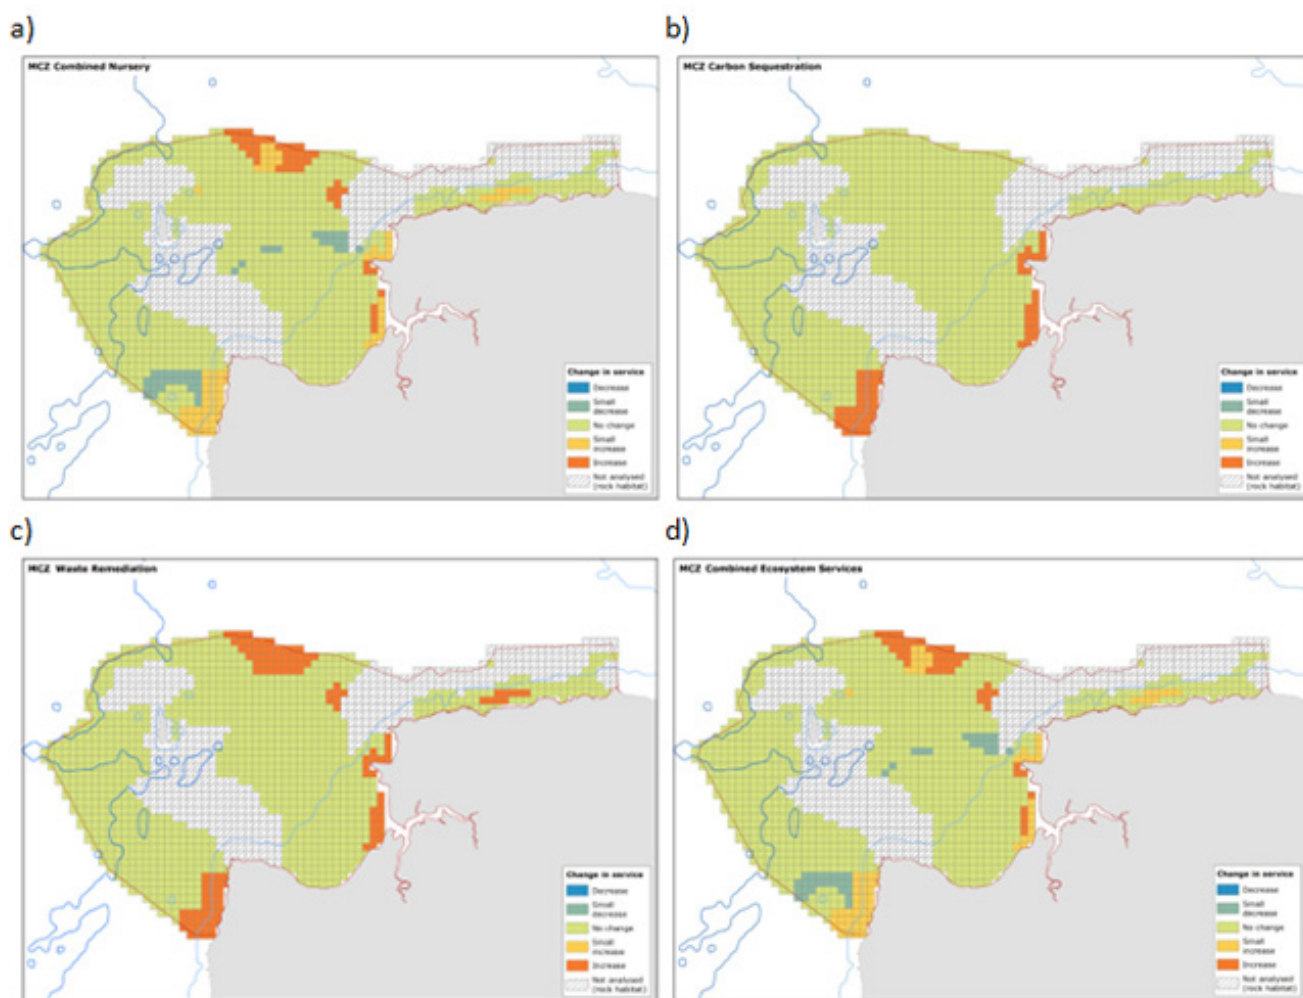 a)
b)
MCZ Combined Nursery
MCZ Carbon Sequestration
Change in service
Decrease
Small
decrease
No change
Small
increase
Increase
Not analysed
(rock habitat)
Change in service
Decrease
Small
decrease
No change
Small
increase
Increase
Not analysed
(rock habitat)
c)
d)
MCZ Waste Remediation
MCZ Combined Ecosystem Services
Change in service
Decrease
Small
decrease
No change
Small
increase
Increase
Not analysed
(rock habitat)
Change in service
Decrease
Small
decrease
No change
Small
increase
Increase
Not analysed
(rock habitat)